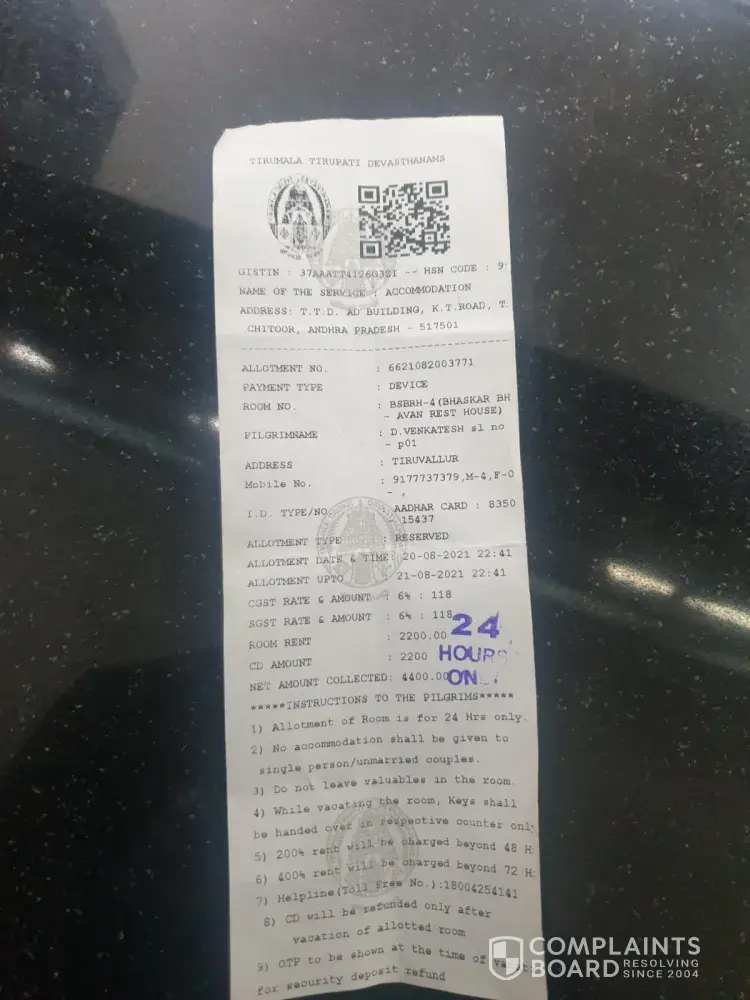 TIRUMALA TIRUPATI DEVASTHANAMS
GISTIN : 37AAATT4126G3ZI -- HSN CODE : 9
NAME OF THE SERVICE : ACCOMMODATION
ADDRESS: T.T.D. AD BUILDING, K.T.ROAD, T
CHITOOR, ANDHRA PRADESH - 517501
ALLOTMENT NO. : 6621082003771
PAYMENT TYPE : DEVICE
ROOM NO. : BSBRH-4(BHASKAR BH
- AVAN REST HOUSE)
PILGRIMNAME : D.VENKATESH sl no
- p01
ADDRESS : TIRUVALLUR
Mobile No. : 9177737379,M-4,F-0
- ,
I.D. TYPE/NO AADHAR CARD : 8350
15437
ALLOTMENT TYPE : RESERVED
ALLOTMENT DATE & TIME: 20-08-2021 22:41
ALLOTMENT UPTO : 21-08-2021 22:41
CGST RATE & AMOUNT : 6% : 118
SGST RATE & AMOUNT : 6% : 118
ROOM RENT : 2200.00
CD AMOUNT : 2200
NET AMOUNT COLLECTED: 4400.00
24
HOURS
*****INSTRUCTIONS TO THE PILGRIMS*****
1) Allotment of Room is for 24 Hrs only.
2) No accommodation shall be given to
single person/unmarried couples.
3) Do not leave valuables in the room.
4) While vacating the room, Keys shall
be handed over in respective counter only
5) 200% rent will be charged beyond 48 H
6) 400% rent will be charged beyond 72 H
7) Helpline(Toll Free No.):18004254141
8) CD will be refunded only after
vacation of allotted room
9) OTP to be shown at the time of
for security deposit refund
COMPLAINTS
BOARD RESOLVING
SINCE 2004